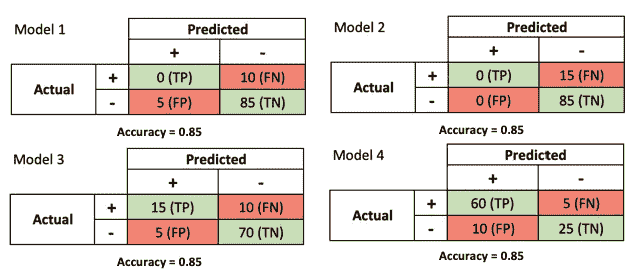 Model 1
Predicted
+ -
Actual + 0 (TP) 10 (FN)
- 5 (FP) 85 (TN)
Accuracy = 0.85
Model 2
Predicted
+ -
Actual + 0 (TP) 15 (FN)
- 0 (FP) 85 (TN)
Accuracy = 0.85
Model 3
Predicted
+ -
Actual + 15 (TP) 10 (FN)
- 5 (FP) 70 (TN)
Accuracy = 0.85
Model 4
Predicted
+ -
Actual + 60 (TP) 5 (FN)
- 10 (FP) 25 (TN)
Accuracy = 0.85